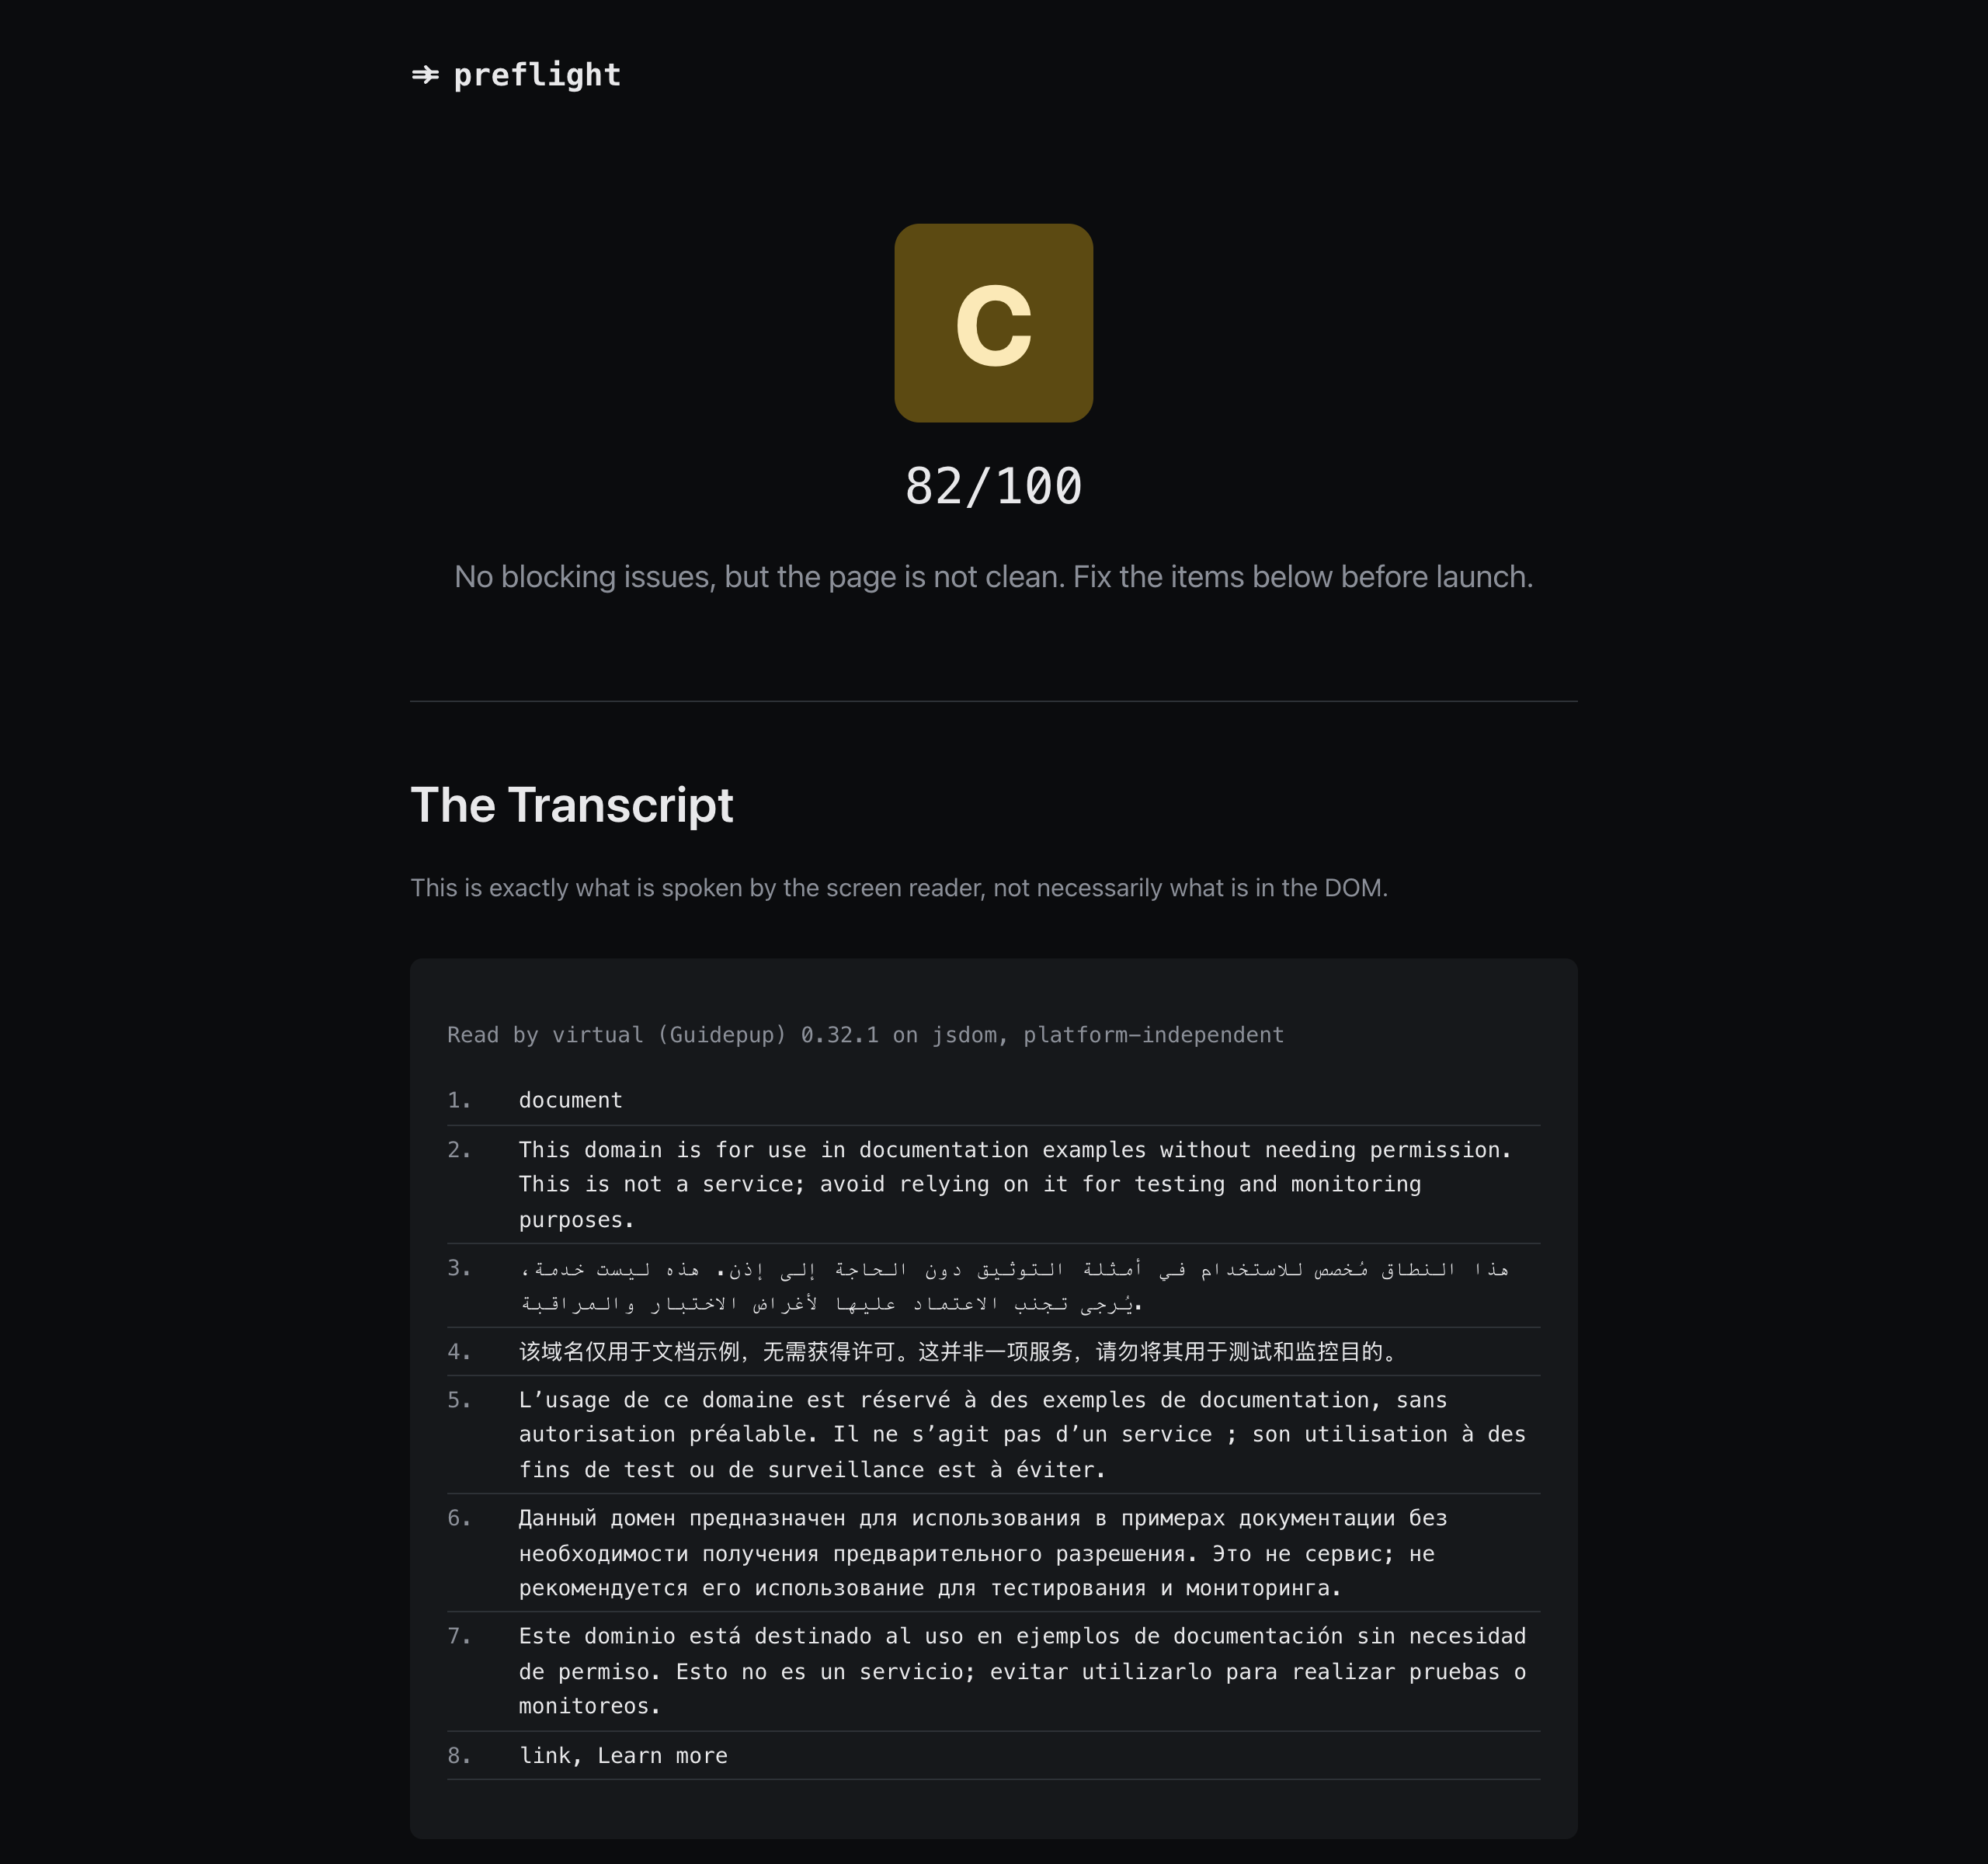 preflight
C
82/100
No blocking issues, but the page is not clean. Fix the items below before launch.
The Transcript
This is exactly what is spoken by the screen reader, not necessarily what is in the DOM.
Read by virtual (Guidepup) 0.32.1 on jsdom, platform-independent
1. document
2. This domain is for use in documentation examples without needing permission.
This is not a service; avoid relying on it for testing and monitoring
purposes.
3. هذا النطاق مُخصص للاستخدام في أمثلة التوثيق دون الحاجة إلى إذن. هذه ليست خدمة،
يُرجى تجنب الاعتماد عليها لأغراض الاختبار والمراقبة.
4. 该域名仅用于文档示例，无需获得许可。这并非一项服务，请勿将其用于测试和监控目的。
5. L’usage de ce domaine est réservé à des exemples de documentation, sans
autorisation préalable. Il ne s’agit pas d’un service ; son utilisation à des
fins de test ou de surveillance est à éviter.
6. Данный домен предназначен для использования в примерах документации без
необходимости получения предварительного разрешения. Это не сервис; не
рекомендуется его использование для тестирования и мониторинга.
7. Este dominio está destinado al uso en ejemplos de documentación sin necesidad
de permiso. Esto no es un servicio; evitar utilizarlo para realizar pruebas o
monitoreos.
8. link, Learn more